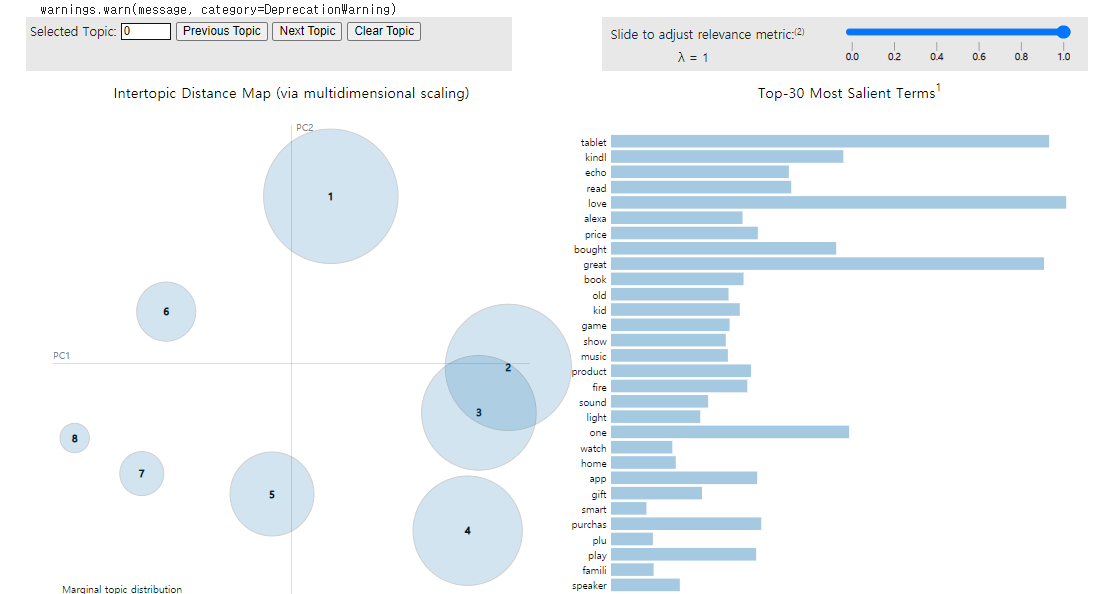 warnings.warn(message, category=DeprecationWarning)
Selected Topic: 0 Previous Topic Next Topic Clear Topic
Slide to adjust relevance metric:(2)
λ = 1
0.0 0.2 0.4 0.6 0.8 1.0
Intertopic Distance Map (via multidimensional scaling)
PC2
PC1
1
2
3
4
5
6
7
8
Marginal topic distribution
Top-30 Most Salient Terms1
tablet
kindl
echo
read
love
alexa
price
bought
great
book
old
kid
game
show
music
product
fire
sound
light
one
watch
home
app
gift
smart
purchas
plu
play
famili
speaker